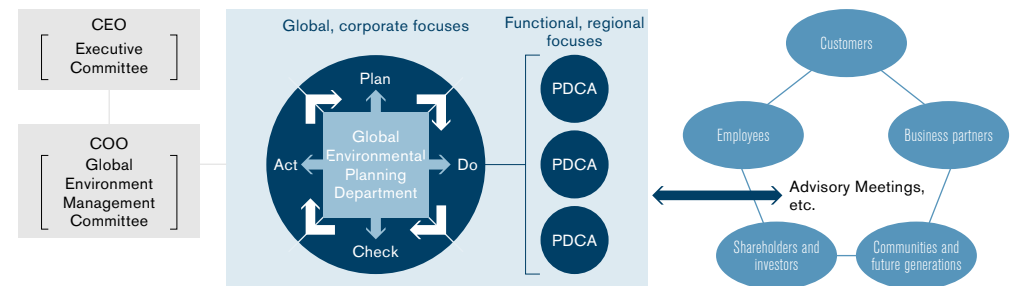 CEO
Executive
Committee
COO
Global
Environment
Management
Committee
Global, corporate focuses
Plan
Act
Global
Environmental
Planning
Department
Do
Check
Functional, regional
focuses
PDCA
PDCA
PDCA
Customers
Employees
Business partners
Advisory Meetings,
etc.
Shareholders and
investors
Communities and
future generations